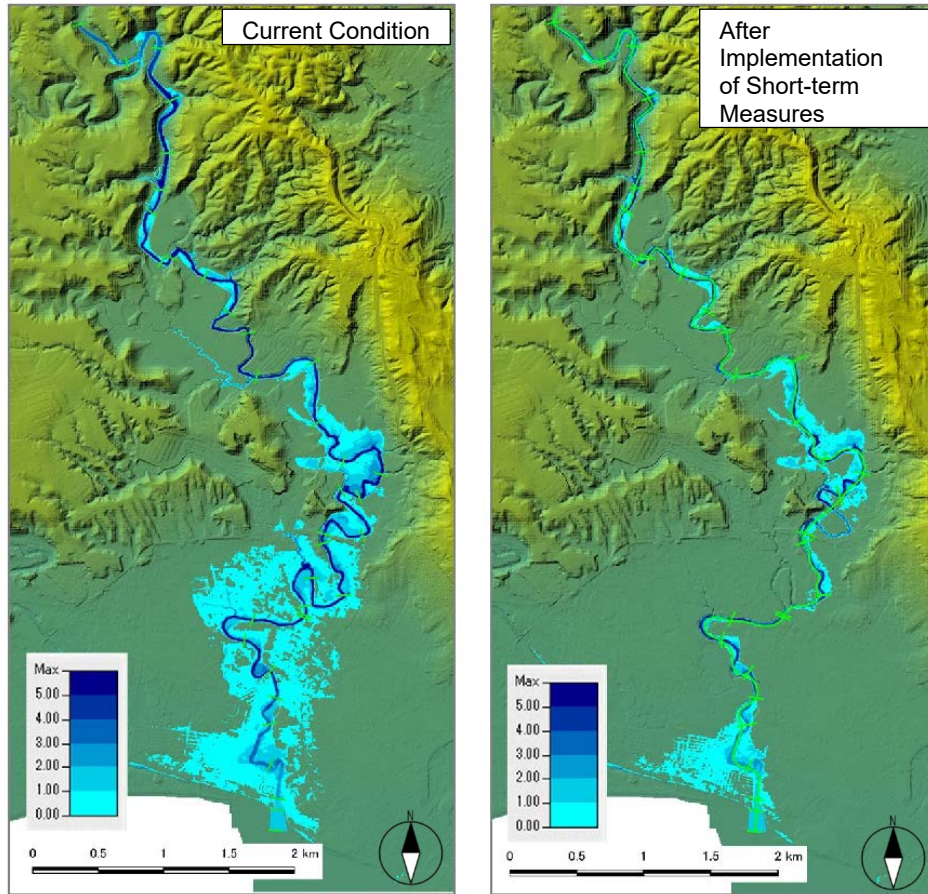 Current Condition
Max
5.00
4.00
3.00
2.00
1.00
0.00
N
0 0.5 1 1.5 2 km
After
Implementation
of Short-term
Measures
Max
5.00
4.00
3.00
2.00
1.00
0.00
N
0 0.5 1 1.5 2 km